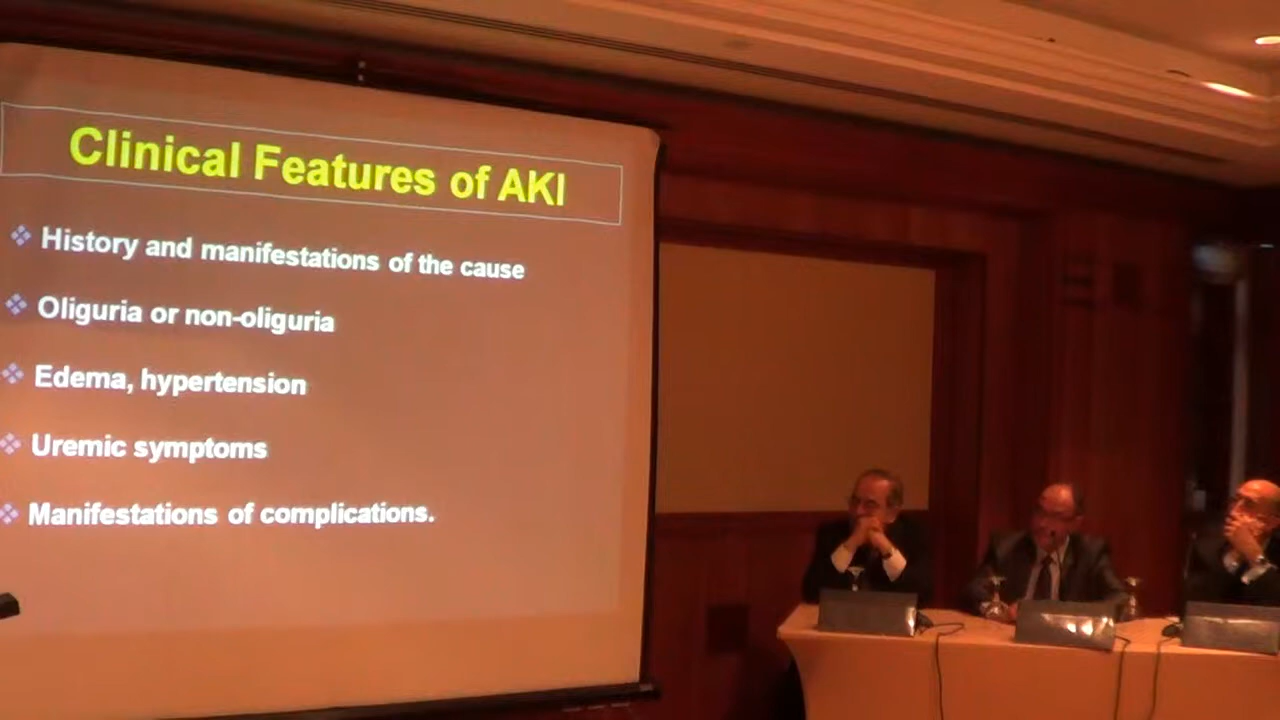 Clinical Features of AKI
History and manifestations of the cause
Oliguria or non-oliguria
Edema, hypertension
Uremic symptoms
Manifestations of complications.